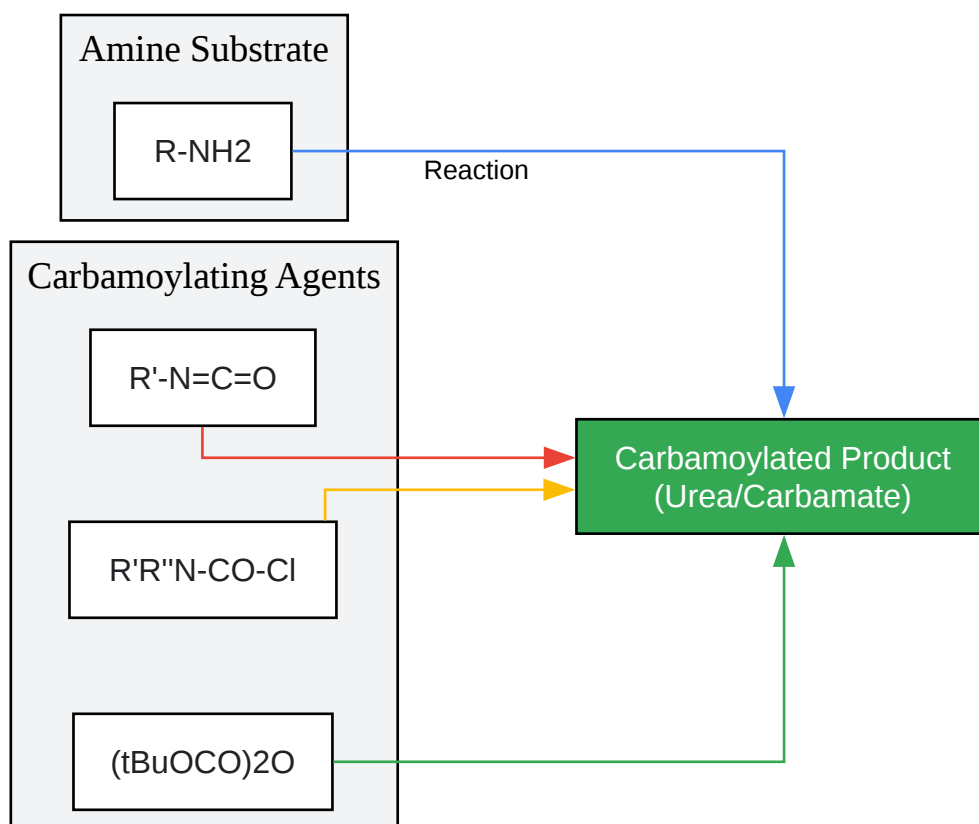 Amine Substrate
R-NH2
Reaction
Carbamoylating Agents
R'-N=C=O
R'R''N-CO-Cl
(tBuOCO)2O
Carbamoylated Product
(Urea/Carbamate)